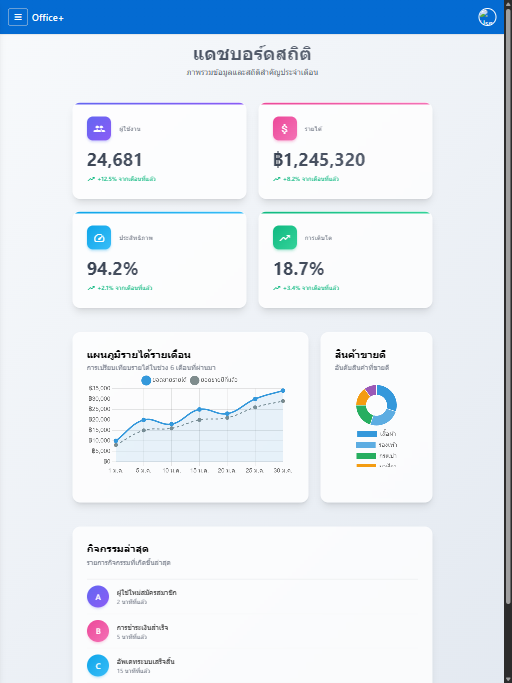 Office+
แดชบอร์ดสถิติ
ภาพรวมข้อมูลและสถิติสำคัญประจำเดือน
ผู้ใช้งาน
24,681
+12.5% จากเดือนที่แล้ว
รายได้
฿1,245,320
+8.2% จากเดือนที่แล้ว
ประสิทธิภาพ
94.2%
+2.1% จากเดือนที่แล้ว
การเติบโต
18.7%
+3.4% จากเดือนที่แล้ว
แผนภูมิรายได้รายเดือน
การเปรียบเทียบรายได้ในช่วง 6 เดือนที่ผ่านมา
฿35,000
฿30,000
฿25,000
฿20,000
฿15,000
฿10,000
฿5,000
฿0
1 ม.ค.
5 ม.ค.
10 ม.ค.
15 ม.ค.
20 ม.ค.
25 ม.ค.
30 ม.ค.
สินค้าขายดี
อันดับสินค้าที่ขายดี
เสื้อผ้า
รองเท้า
กระเป๋า
กิจกรรมล่าสุด
รายการกิจกรรมที่เกิดขึ้นล่าสุด
A
ผู้ใช้ใหม่สมัครสมาชิก
2 นาทีที่แล้ว
B
การชำระเงินสำเร็จ
5 นาทีที่แล้ว
C
อัพเดทระบบเสร็จสิ้น
15 นาทีที่แล้ว